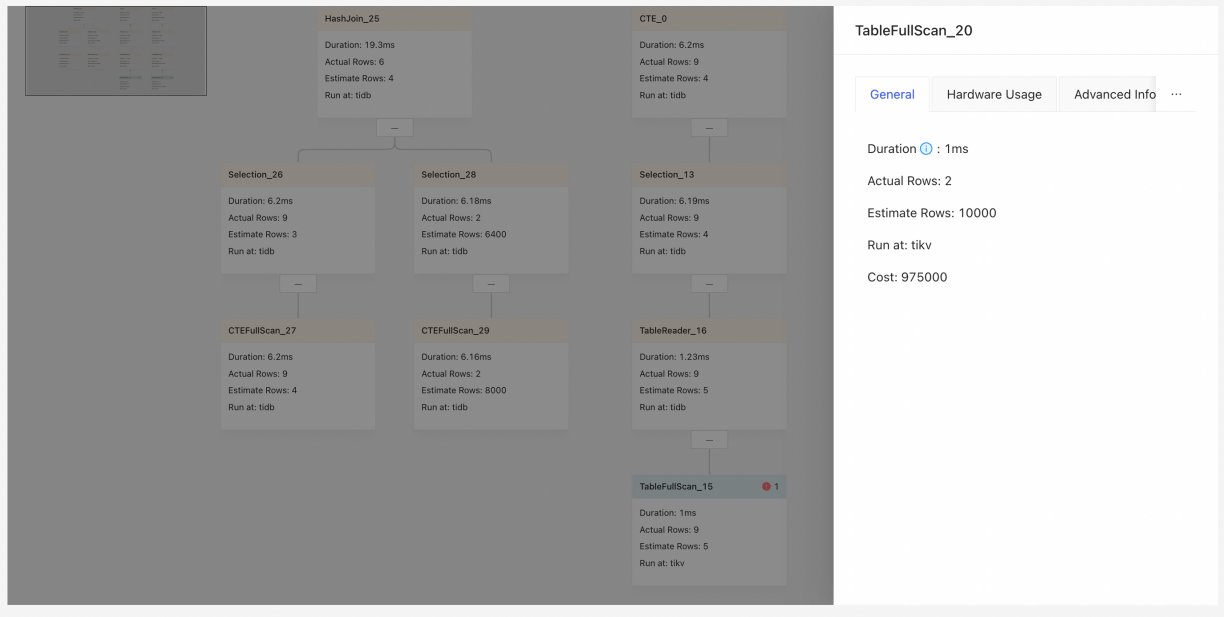 HashJoin_25
Duration: 19.3ms
Actual Rows: 6
Estimate Rows: 4
Run at: tidb
CTE_0
Duration: 6.2ms
Actual Rows: 9
Estimate Rows: 4
Run at: tidb
Selection_26
Duration: 6.2ms
Actual Rows: 9
Estimate Rows: 3
Run at: tidb
Selection_28
Duration: 6.18ms
Actual Rows: 2
Estimate Rows: 6400
Run at: tidb
Selection_13
Duration: 6.19ms
Actual Rows: 9
Estimate Rows: 4
Run at: tidb
CTEFullScan_27
Duration: 6.2ms
Actual Rows: 9
Estimate Rows: 4
Run at: tidb
CTEFullScan_29
Duration: 6.16ms
Actual Rows: 2
Estimate Rows: 8000
Run at: tidb
TableReader_16
Duration: 1.23ms
Actual Rows: 9
Estimate Rows: 5
Run at: tidb
TableFullScan_15 1
Duration: 1ms
Actual Rows: 9
Estimate Rows: 5
Run at: tikv
TableFullScan_20
General Hardware Usage Advanced Info ···
Duration : 1ms
Actual Rows: 2
Estimate Rows: 10000
Run at: tikv
Cost: 975000